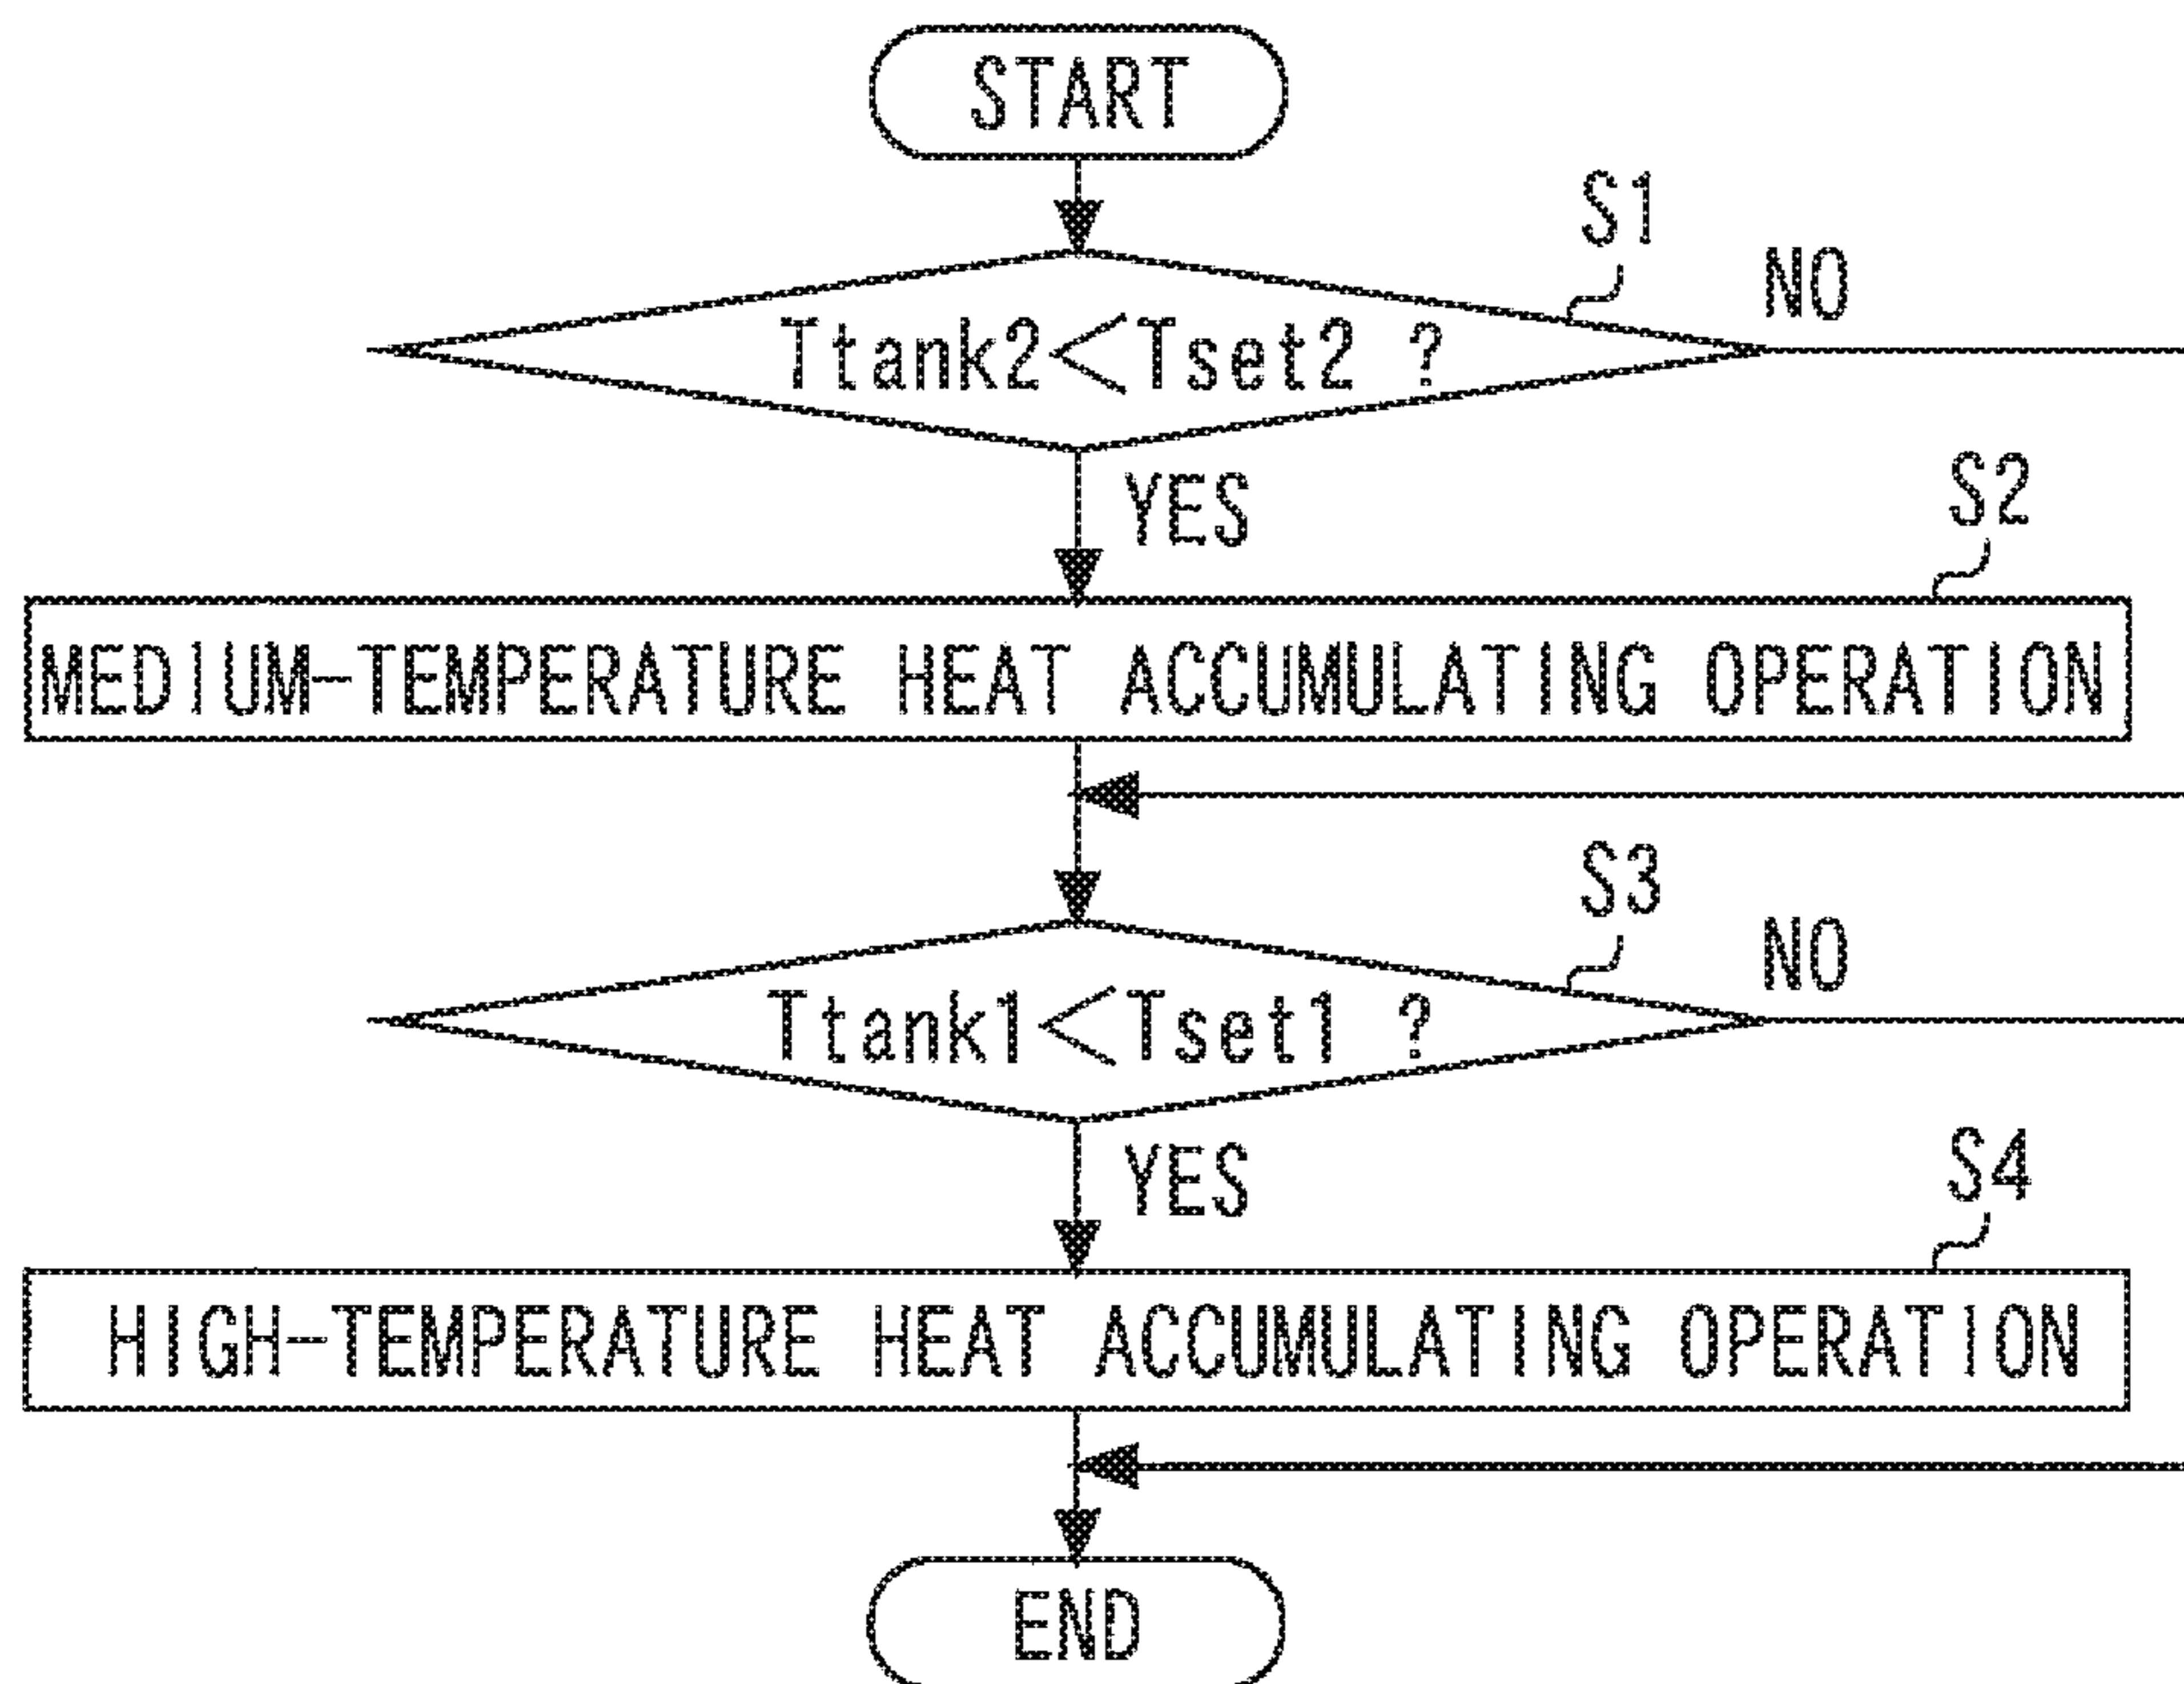 START
S1
NO
Ttank2<Tset2 ?
YES
S2
MEDIUM-TEMPERATURE HEAT ACCUMULATING OPERATION
S3
NO
Ttank1<Tset1 ?
YES
S4
HIGH-TEMPERATURE HEAT ACCUMULATING OPERATION
END